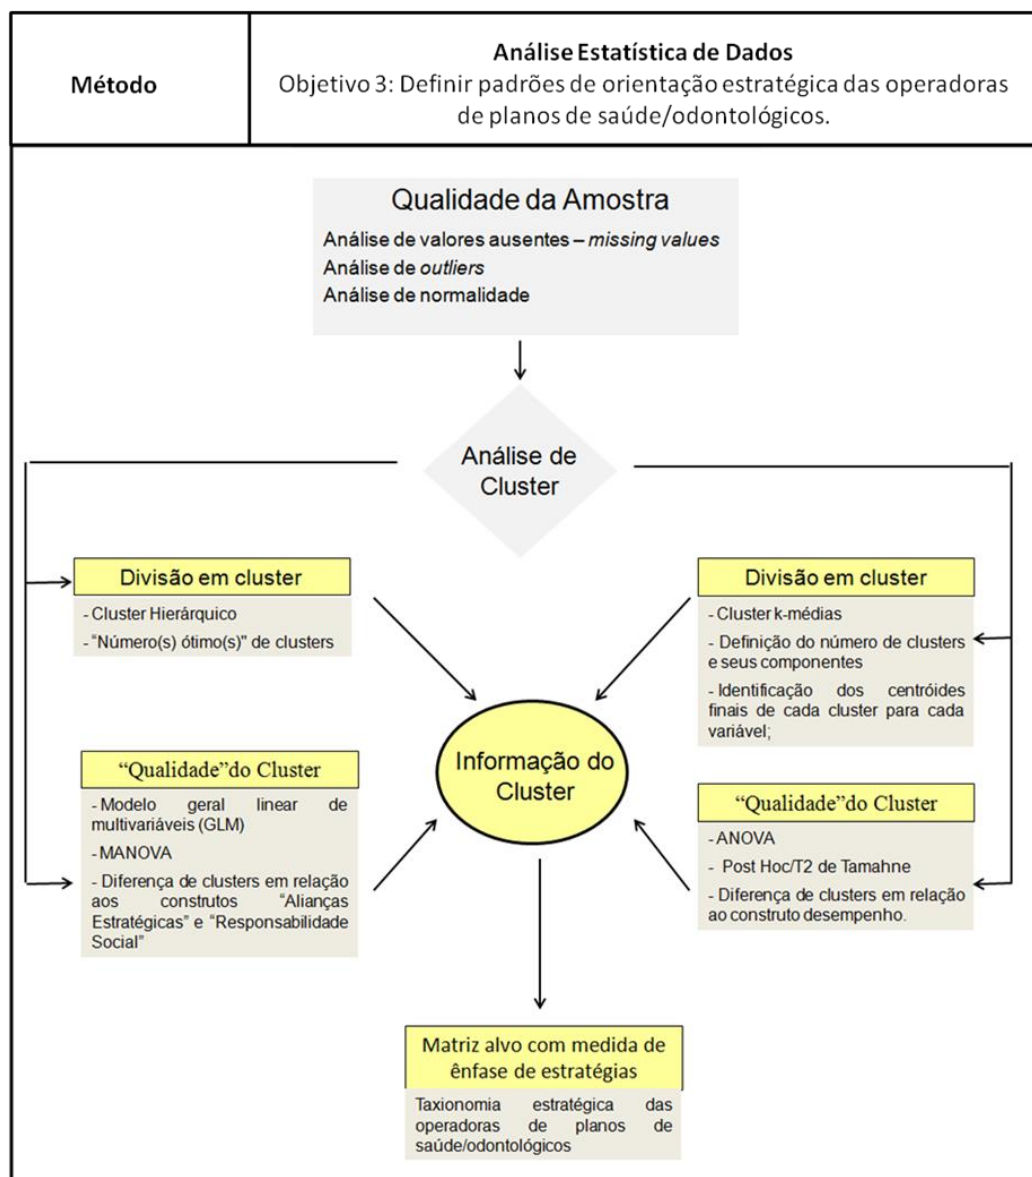 Método
Análise Estatística de Dados
Objetivo 3: Definir padrões de orientação estratégica das operadoras
de planos de saúde/odontológicos.
Qualidade da Amostra
Análise de valores ausentes – missing values
Análise de outliers
Análise de normalidade
Análise de
Cluster
Divisão em cluster
- Cluster Hierárquico
- “Número(s) ótimo(s)" de clusters
Divisão em cluster
- Cluster k-médias
- Definição do número de clusters
e seus componentes
- Identificação dos centróides
finais de cada cluster para cada
variável;
Informação do
Cluster
“Qualidade”do Cluster
- Modelo geral linear de
multivariáveis (GLM)
- MANOVA
- Diferença de clusters em relação
aos construtos “Alianças
Estratégicas” e “Responsabilidade
Social”
“Qualidade”do Cluster
- ANOVA
- Post Hoc/T2 de Tamahne
- Diferença de clusters em relação
ao construto desempenho.
Matriz alvo com medida de
ênfase de estratégias
Taxionomia estratégica das
operadoras de planos de
saúde/odontológicos